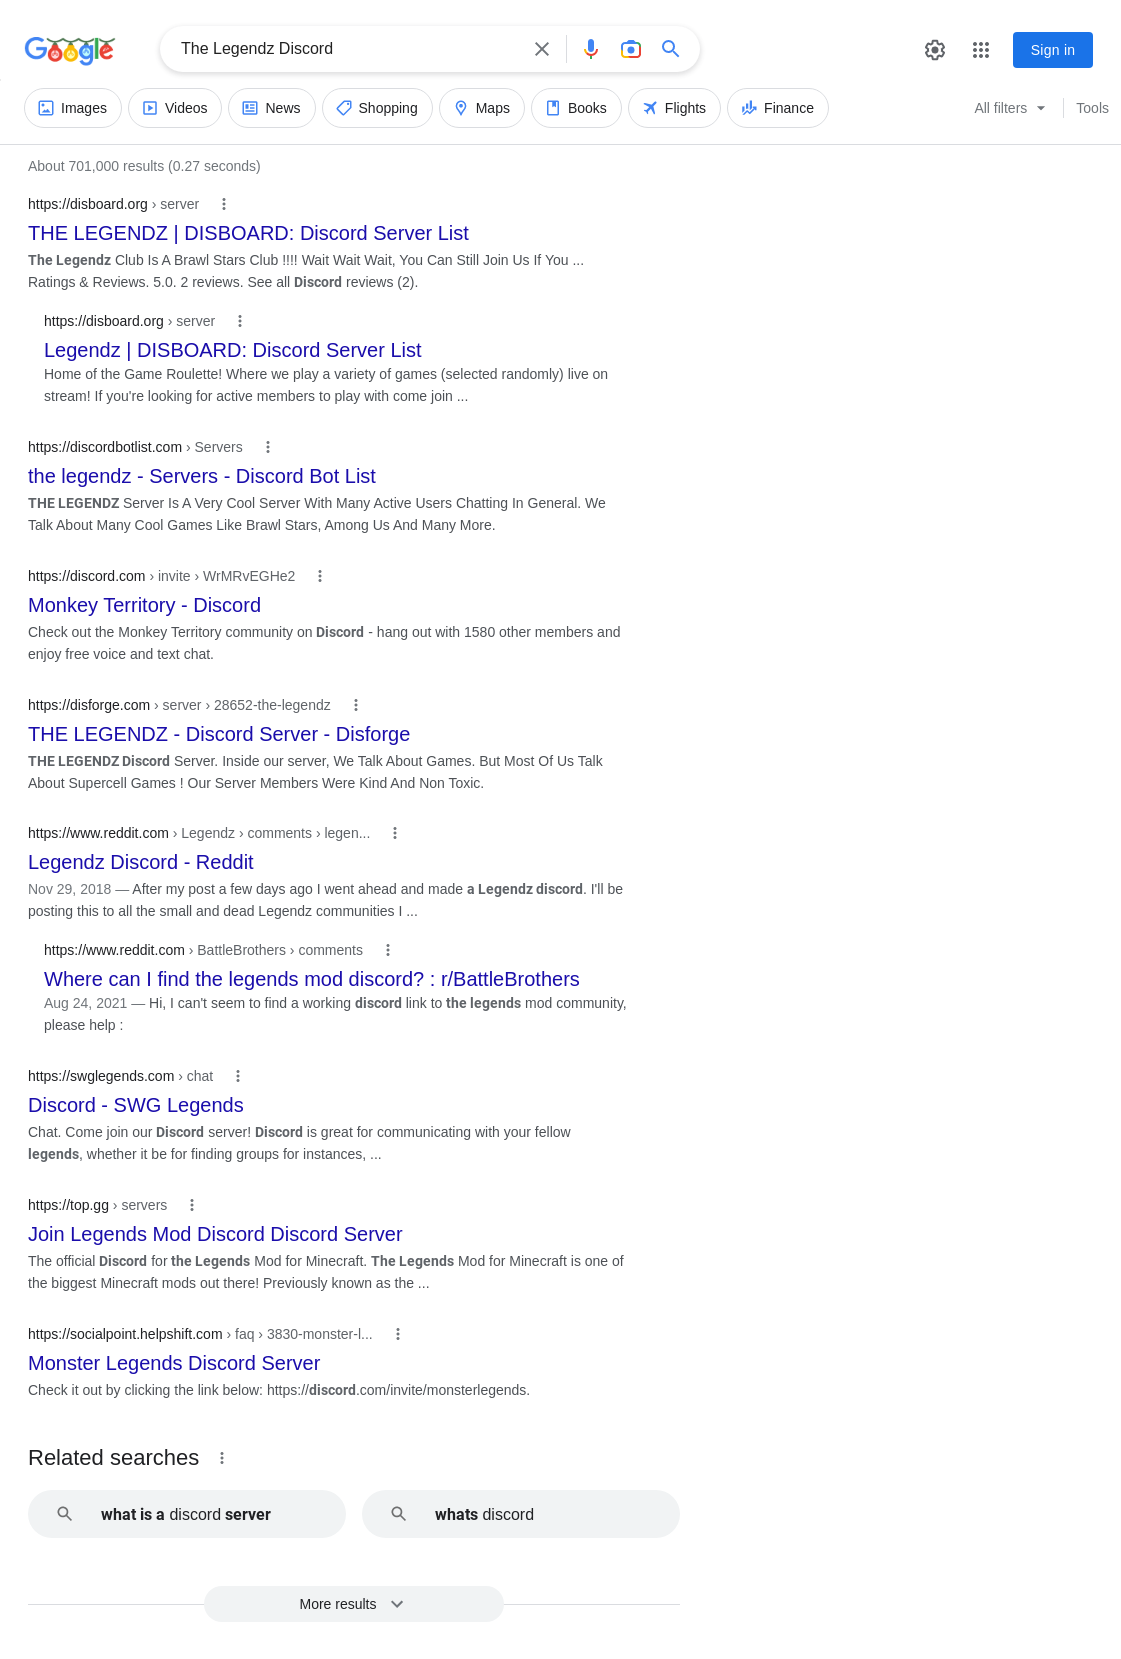 Google
The Legendz Discord
Sign in
Images Videos News Shopping Maps Books Flights Finance All filters Tools
About 701,000 results (0.27 seconds)
https://disboard.org › server
THE LEGENDZ | DISBOARD: Discord Server List
The Legendz Club Is A Brawl Stars Club !!!! Wait Wait Wait, You Can Still Join Us If You ...
Ratings & Reviews. 5.0. 2 reviews. See all Discord reviews (2).
https://disboard.org › server
Legendz | DISBOARD: Discord Server List
Home of the Game Roulette! Where we play a variety of games (selected randomly) live on
stream! If you're looking for active members to play with come join ...
https://discordbotlist.com › Servers
the legendz - Servers - Discord Bot List
THE LEGENDZ Server Is A Very Cool Server With Many Active Users Chatting In General. We
Talk About Many Cool Games Like Brawl Stars, Among Us And Many More.
https://discord.com › invite › WrMRvEGHe2
Monkey Territory - Discord
Check out the Monkey Territory community on Discord - hang out with 1580 other members and
enjoy free voice and text chat.
https://disforge.com › server › 28652-the-legendz
THE LEGENDZ - Discord Server - Disforge
THE LEGENDZ Discord Server. Inside our server, We Talk About Games. But Most Of Us Talk
About Supercell Games ! Our Server Members Were Kind And Non Toxic.
https://www.reddit.com › Legendz › comments › legen...
Legendz Discord - Reddit
Nov 29, 2018 — After my post a few days ago I went ahead and made a Legendz discord. I'll be
posting this to all the small and dead Legendz communities I ...
https://www.reddit.com › BattleBrothers › comments
Where can I find the legends mod discord? : r/BattleBrothers
Aug 24, 2021 — Hi, I can't seem to find a working discord link to the legends mod community,
please help :
https://swglegends.com › chat
Discord - SWG Legends
Chat. Come join our Discord server! Discord is great for communicating with your fellow
legends, whether it be for finding groups for instances, ...
https://top.gg › servers
Join Legends Mod Discord Discord Server
The official Discord for the Legends Mod for Minecraft. The Legends Mod for Minecraft is one of
the biggest Minecraft mods out there! Previously known as the ...
https://socialpoint.helpshift.com › faq › 3830-monster-l...
Monster Legends Discord Server
Check it out by clicking the link below: https://discord.com/invite/monsterlegends.
Related searches
what is a discord server
whats discord
More results